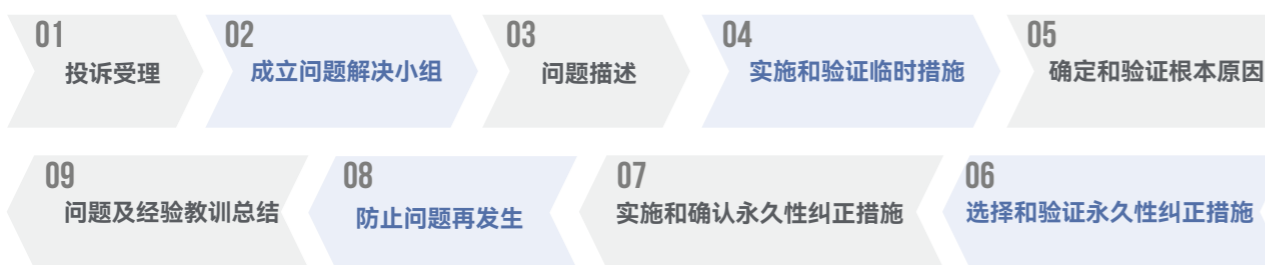 01
投诉受理
02
成立问题解决小组
03
问题描述
04
实施和验证临时措施
05
确定和验证根本原因
09
问题及经验教训总结
08
防止问题再发生
07
实施和确认永久性纠正措施
06
选择和验证永久性纠正措施